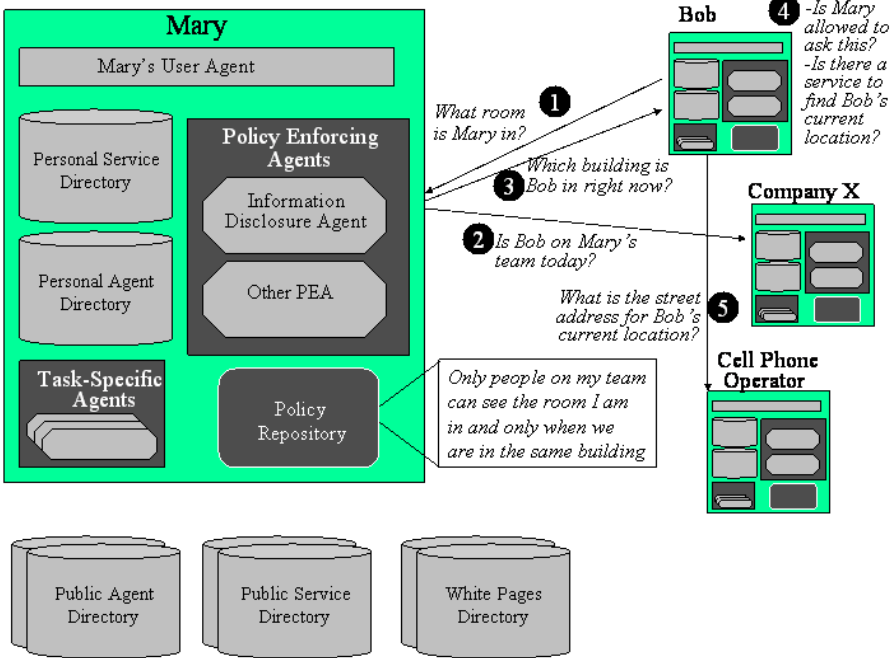 Mary
Mary's User Agent
Personal Service
Directory
Personal Agent
Directory
Policy Enforcing
Agents
Information
Disclosure Agent
Other PEA
Task-Specific
Agents
Policy
Repository
Only people on my team
can see the room I am
in and only when we
are in the same building
1
What room
is Mary in?
3
Which building is
Bob in right now?
2
Is Bob on Mary's
team today?
Bob
4
-Is Mary
allowed to
ask this?
-Is there a
service to
find Bob's
current
location?
Company X
What is the street
address for Bob's
current location?
5
Cell Phone
Operator
Public Agent
Directory
Public Service
Directory
White Pages
Directory